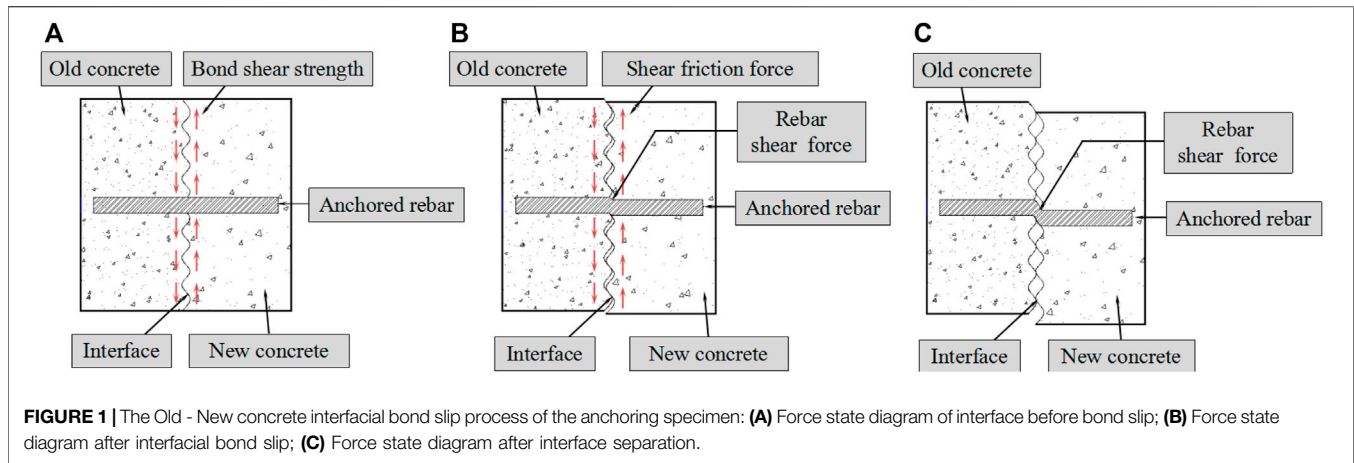 A
Old concrete
Bond shear strength
Anchored rebar
Interface
New concrete
B
Old concrete
Shear friction force
Rebar
shear force
Anchored rebar
Interface
New concrete
C
Old concrete
Rebar
shear force
Anchored rebar
Interface
New concrete
FIGURE 1 | The Old - New concrete interfacial bond slip process of the anchoring specimen: (A) Force state diagram of interface before bond slip; (B) Force state
diagram after interfacial bond slip; (C) Force state diagram after interface separation.